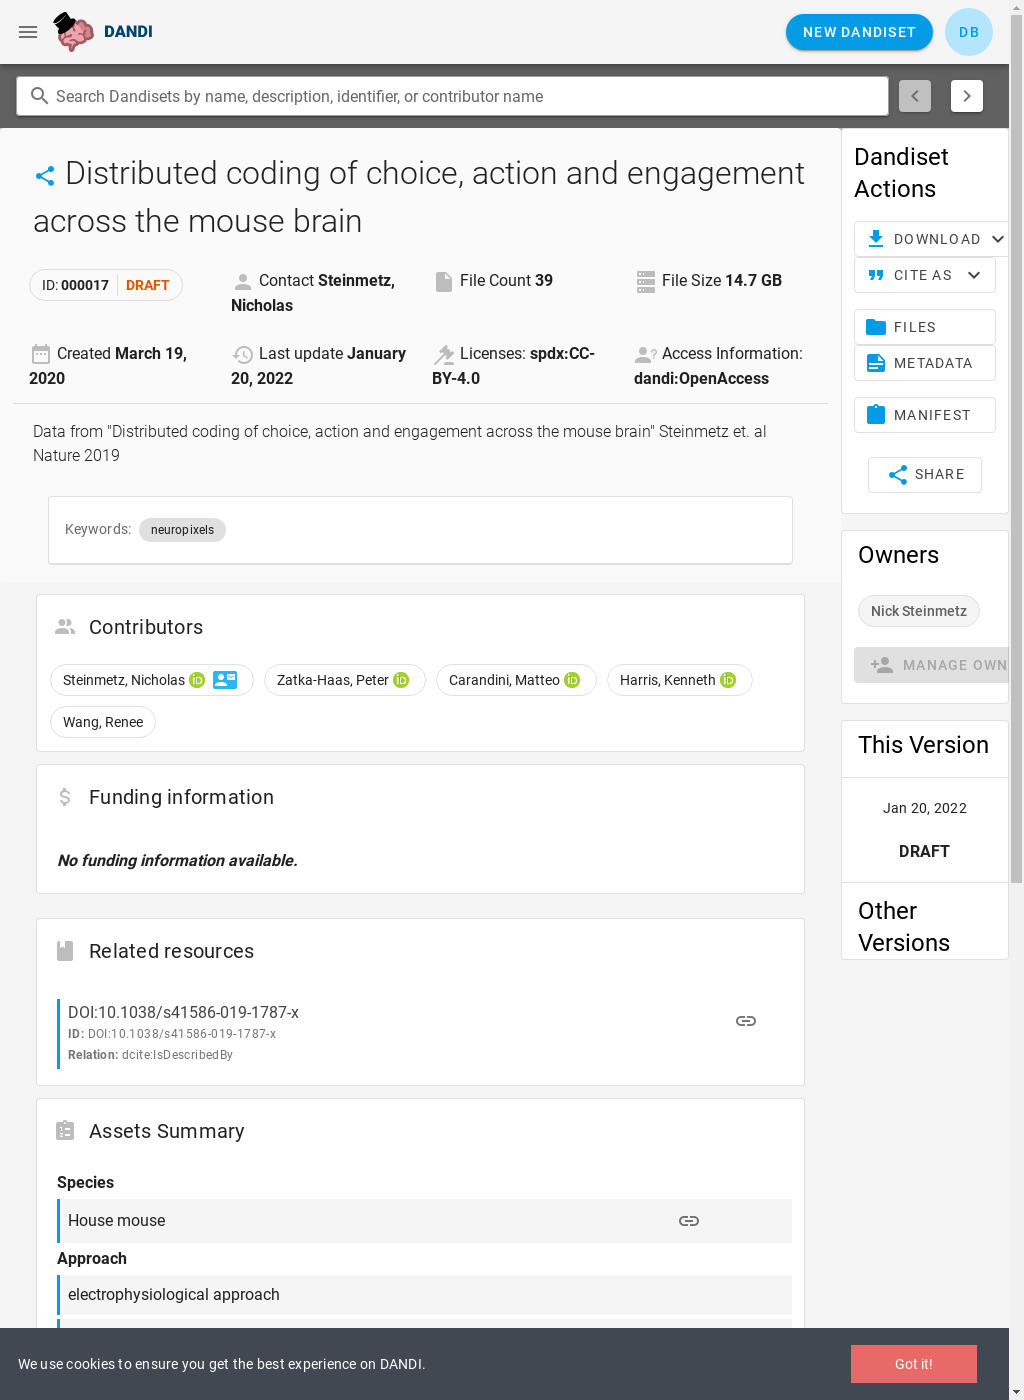 DANDI
NEW DANDISET
DB
Search Dandisets by name, description, identifier, or contributor name
Distributed coding of choice, action and engagement
across the mouse brain
ID: 000017 DRAFT
Contact Steinmetz,
Nicholas
File Count 39
File Size 14.7 GB
Created March 19,
2020
Last update January
20, 2022
Licenses: spdx:CC-
BY-4.0
Access Information:
dandi:OpenAccess
Data from "Distributed coding of choice, action and engagement across the mouse brain" Steinmetz et. al
Nature 2019
Keywords: neuropixels
Contributors
Steinmetz, Nicholas iD Zatka-Haas, Peter iD Carandini, Matteo iD Harris, Kenneth iD
Wang, Renee
Funding information
No funding information available.
Related resources
DOI:10.1038/s41586-019-1787-x
ID: DOI:10.1038/s41586-019-1787-x
Relation: dcite:IsDescribedBy
Assets Summary
Species
House mouse
Approach
electrophysiological approach
Dandiset
Actions
DOWNLOAD
CITE AS
FILES
METADATA
MANIFEST
SHARE
Owners
Nick Steinmetz
MANAGE OWN
This Version
Jan 20, 2022
DRAFT
Other
Versions
We use cookies to ensure you get the best experience on DANDI.
Got it!